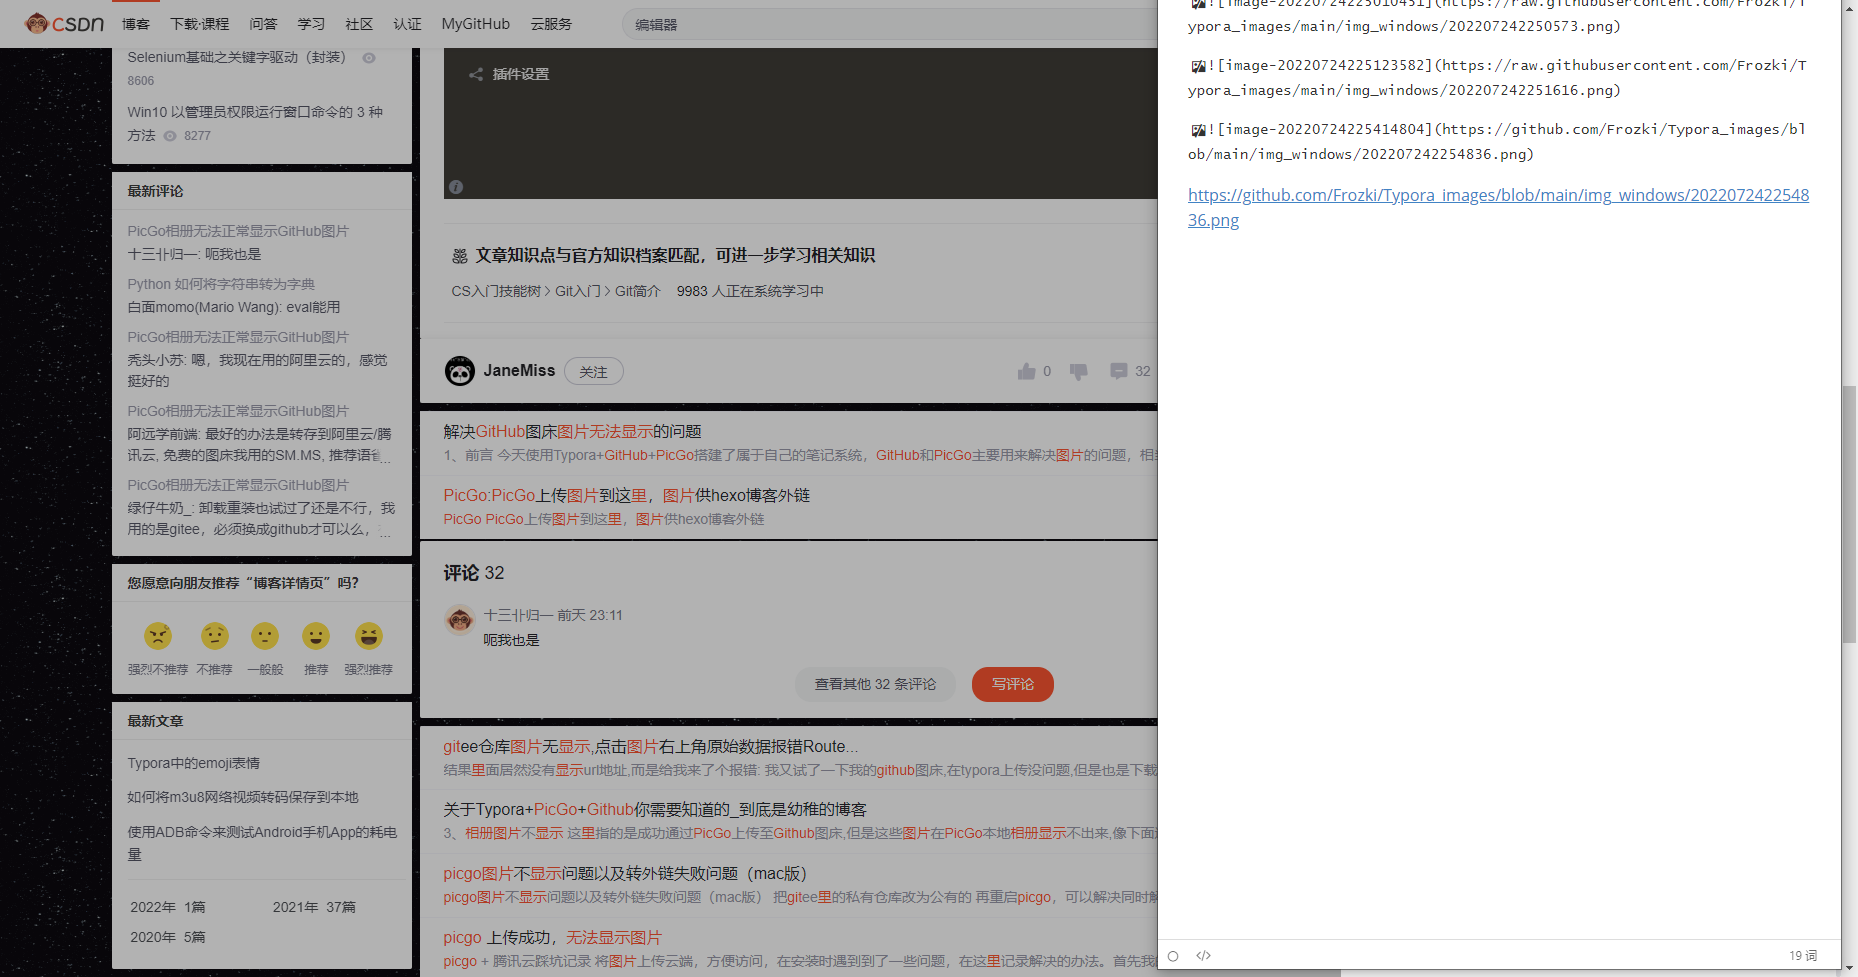 CSDN 博客 下载·课程 问答 学习 社区 认证 MyGitHub 云服务 编辑器
Selenium基础之关键字驱动（封装）
8606
Win10 以管理员权限运行窗口命令的 3 种
方法 8277
最新评论
PicGo相册无法正常显示GitHub图片
十三卝归一: 呃我也是
Python 如何将字符串转为字典
白面momo(Mario Wang): eval能用
PicGo相册无法正常显示GitHub图片
秃头小苏: 嗯，我现在用的阿里云的，感觉
挺好的
PicGo相册无法正常显示GitHub图片
阿远学前端: 最好的办法是转存到阿里云/腾
讯云, 免费的图床我用的SM.MS, 推荐语雀...
PicGo相册无法正常显示GitHub图片
绿仔牛奶_: 卸载重装也试过了还是不行，我
用的是gitee，必须换成github才可以么，...
您愿意向朋友推荐“博客详情页”吗？
强烈不推荐 不推荐 一般般 推荐 强烈推荐
最新文章
Typora中的emoji表情
如何将m3u8网络视频转码保存到本地
使用ADB命令来测试Android手机App的耗电
量
2022年 1篇 2021年 37篇
2020年 5篇
插件设置
文章知识点与官方知识档案匹配，可进一步学习相关知识
CS入门技能树 > Git入门 > Git简介 9983 人正在系统学习中
JaneMiss 关注 0 32
解决GitHub图床图片无法显示的问题
1、前言 今天使用Typora+GitHub+PicGo搭建了属于自己的笔记系统，GitHub和PicGo主要用来解决图片的问题，相
PicGo:PicGo上传图片到这里，图片供hexo博客外链
PicGo PicGo上传图片到这里，图片供hexo博客外链
评论 32
十三卝归一 前天 23:11
呃我也是
查看其他 32 条评论 写评论
gitee仓库图片无显示,点击图片右上角原始数据报错Route...
结果里面居然没有显示url地址,而是给我来了个报错: 我又试了一下我的github图床,在typora上传没问题,但是也是下载
关于Typora+PicGo+Github你需要知道的_到底是幼稚的博客
3、相册图片不显示 这里指的是成功通过PicGo上传至Github图床,但是这些图片在PicGo本地相册显示不出来,像下面
picgo图片不显示问题以及转外链失败问题（mac版）
picgo图片不显示问题以及转外链失败问题（mac版） 把gitee里的私有仓库改为公有的 再重启picgo，可以解决同时解
picgo 上传成功，无法显示图片
picgo + 腾讯云踩坑记录 将图片上传云端，方便访问，在安装时遇到到了一些问题，在这里记录解决的办法。首先我
![image-20220724225010451](https://raw.githubusercontent.com/Frozki/T
ypora_images/main/img_windows/202207242250573.png)
![image-20220724225123582](https://raw.githubusercontent.com/Frozki/T
ypora_images/main/img_windows/202207242251616.png)
![image-20220724225414804](https://github.com/Frozki/Typora_images/bl
ob/main/img_windows/202207242254836.png)
https://github.com/Frozki/Typora_images/blob/main/img_windows/2022072422548
36.png
19 词